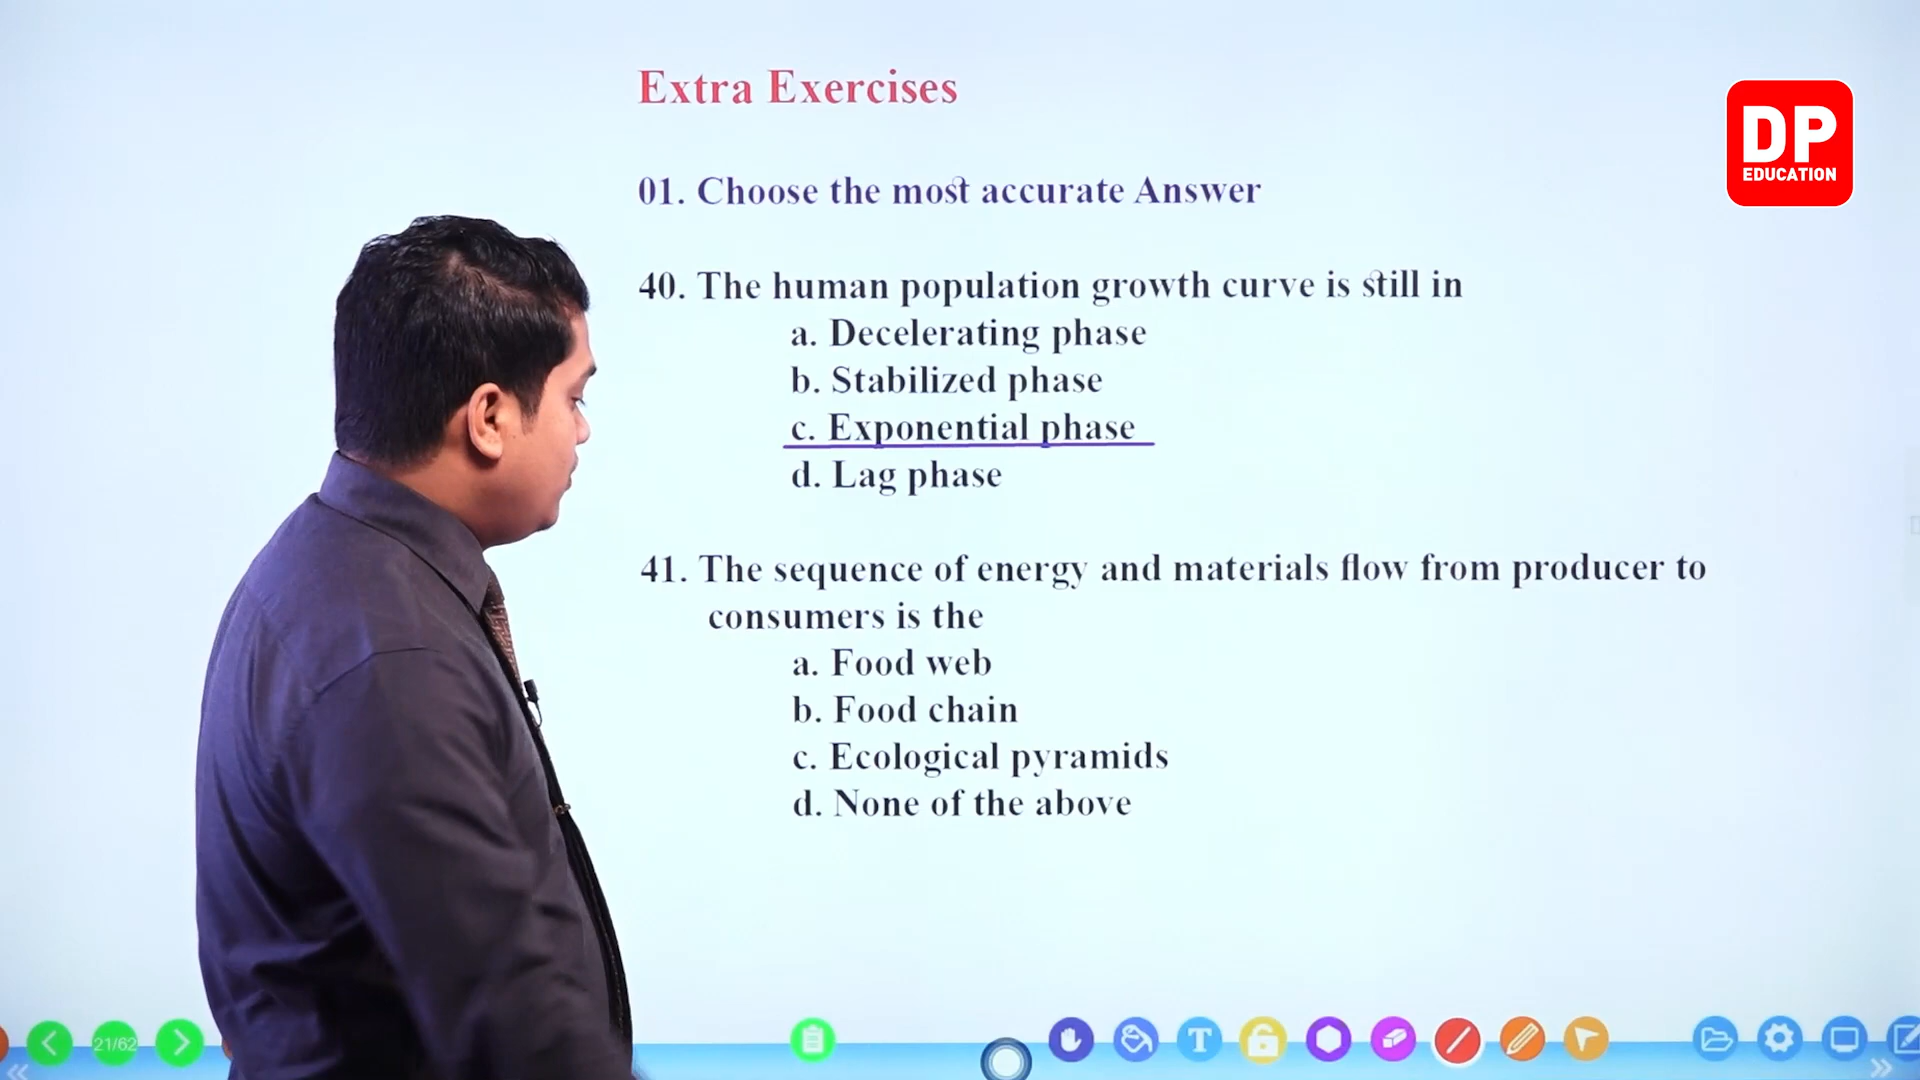 Extra Exercises
DP
EDUCATION
01. Choose the most accurate Answer
40. The human population growth curve is still in
a. Decelerating phase
b. Stabilized phase
c. Exponential phase
d. Lag phase
41. The sequence of energy and materials flow from producer to
consumers is the
a. Food web
b. Food chain
c. Ecological pyramids
d. None of the above
21/62
T